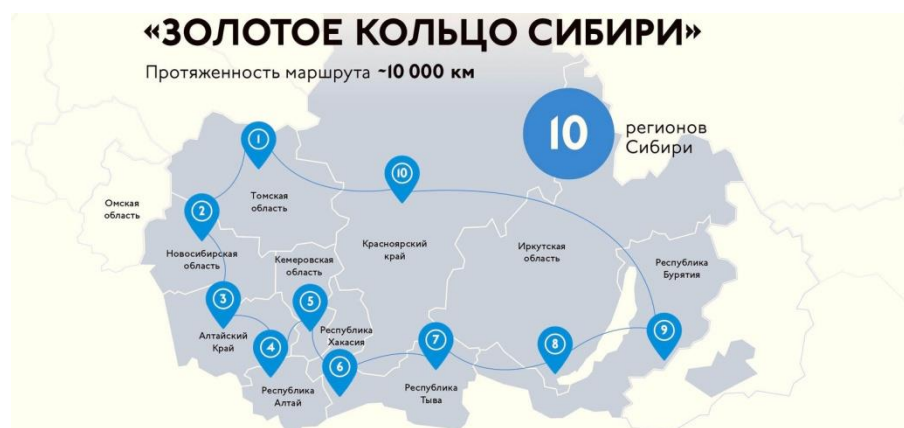 «ЗОЛОТОЕ КОЛЬЦО СИБИРИ»
Протяженность маршрута ~10 000 км
10
регионов
Сибири
1
Томская
область
10
Омская
область
2
Новосибирская
область
Кемеровская
область
Красноярский
край
Иркутская
область
Республика
Бурятия
3
Алтайский
Край
5
Республика
Хакасия
4
Республика
Алтай
6
7
Республика
Тыва
8
9